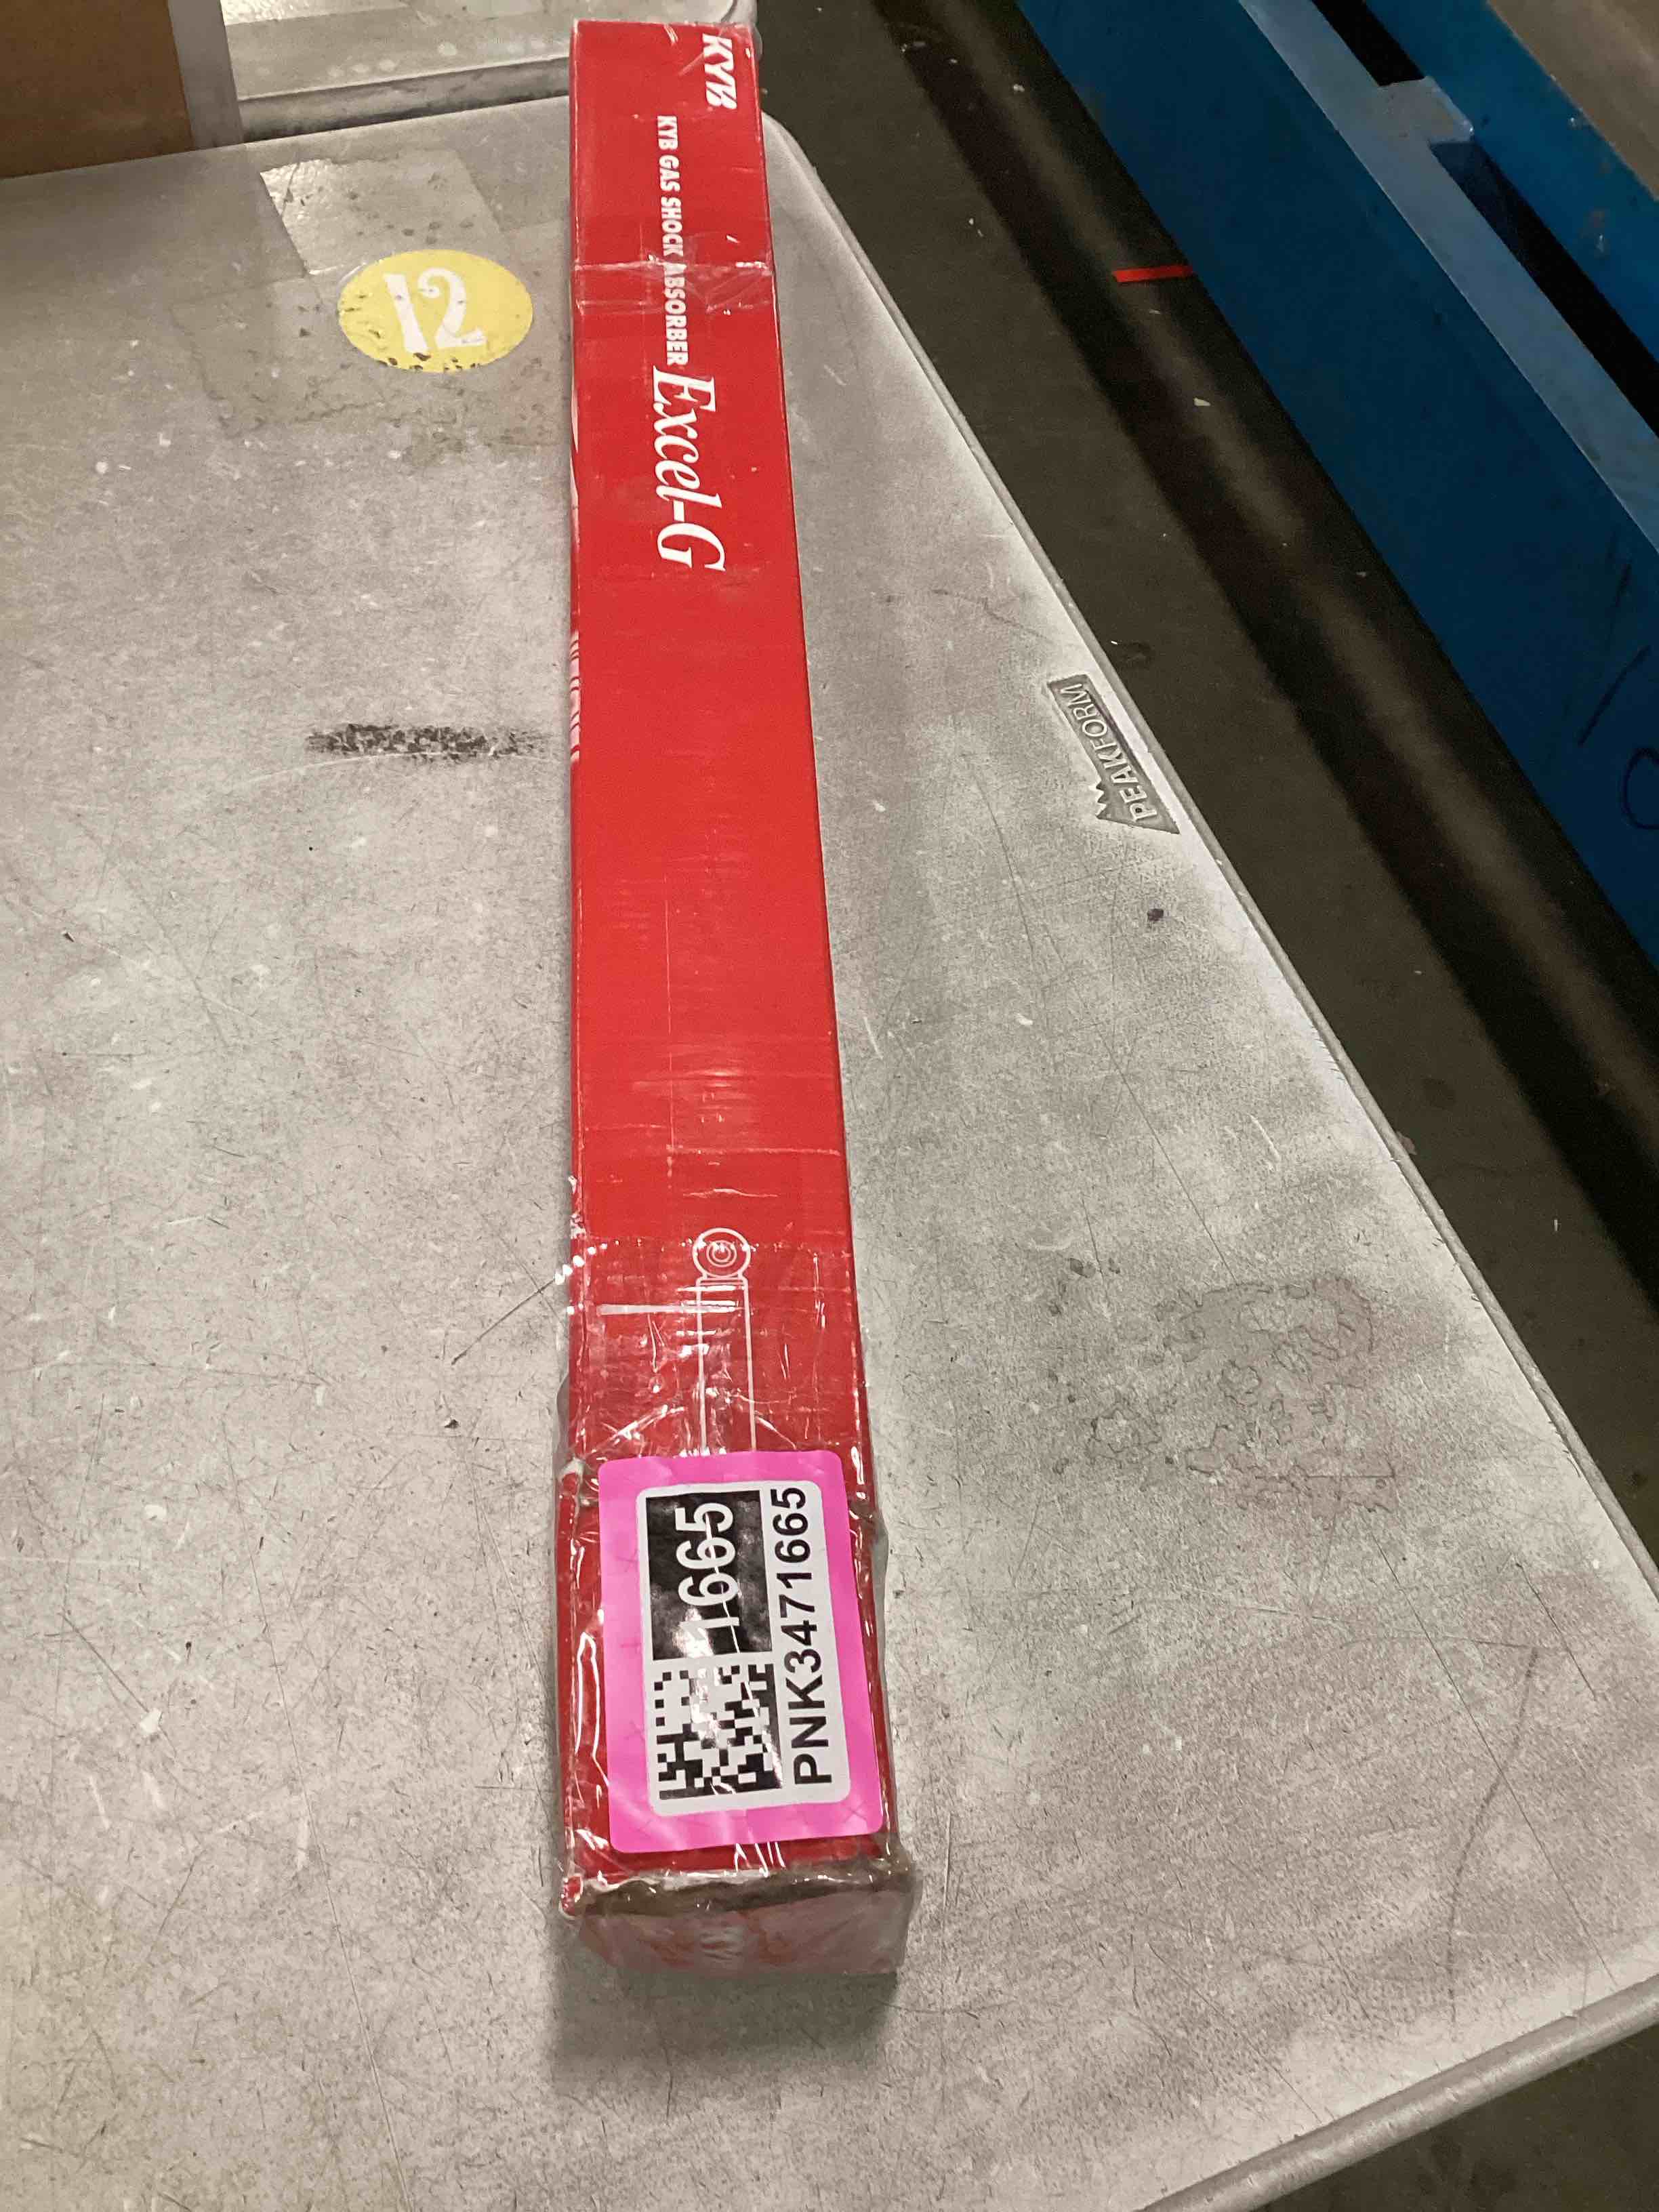 KYB
KYB GAS SHOCK ABSORBER Excel-G
12
PEAKFORM
1665
PNK3471665